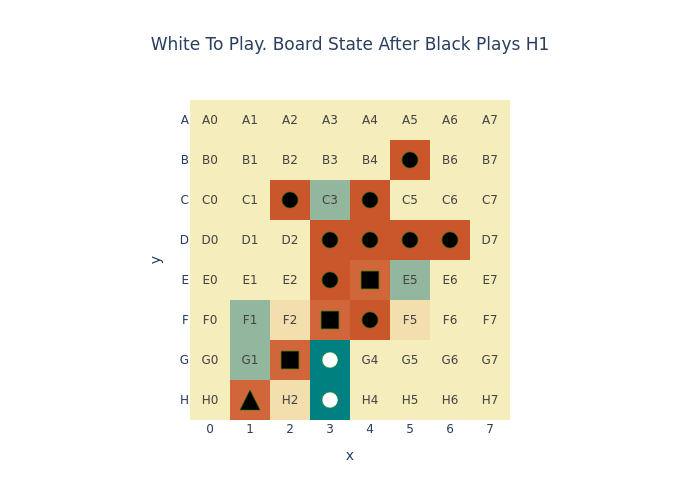 White To Play. Board State After Black Plays H1
A A0 A1 A2 A3 A4 A5 A6 A7
B B0 B1 B2 B3 B4 B6 B7
C C0 C1 C3 C5 C6 C7
D D0 D1 D2 D7
E E0 E1 E2 E5 E6 E7
F F0 F1 F2 F5 F6 F7
G G0 G1 G4 G5 G6 G7
H H0 H2 H4 H5 H6 H7
0 1 2 3 4 5 6 7
x
y